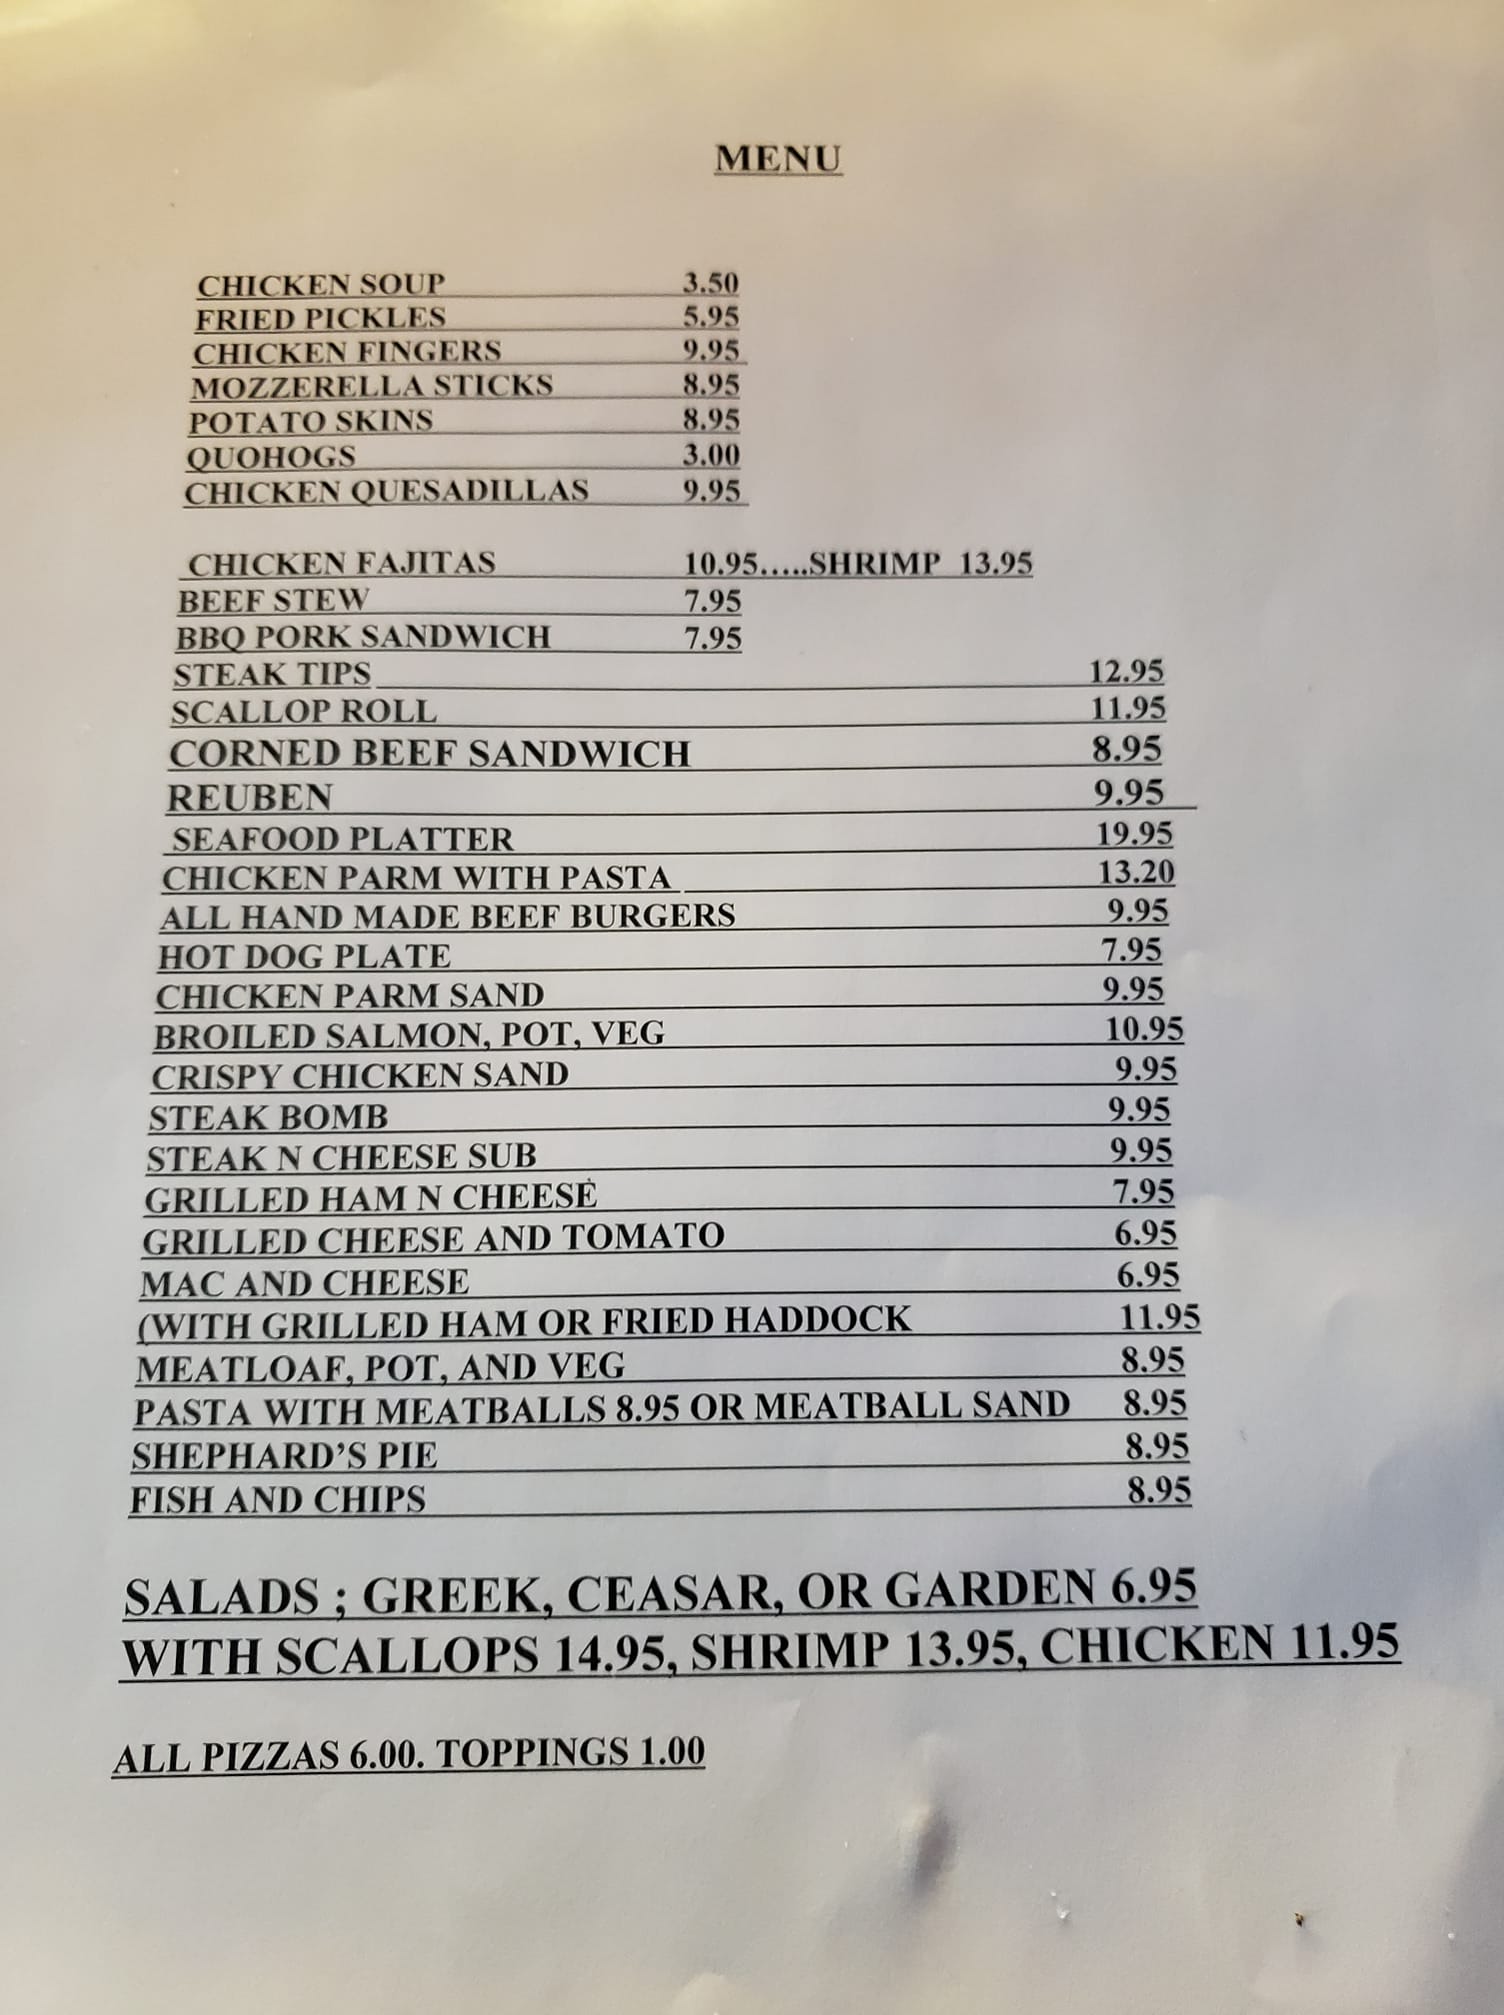 MENU
CHICKEN SOUP 3.50
FRIED PICKLES 5.95
CHICKEN FINGERS 9.95
MOZZERELLA STICKS 8.95
POTATO SKINS 8.95
QUOHOGS 3.00
CHICKEN QUESADILLAS 9.95
CHICKEN FAJITAS 10.95.....SHRIMP 13.95
BEEF STEW 7.95
BBQ PORK SANDWICH 7.95
STEAK TIPS 12.95
SCALLOP ROLL 11.95
CORNED BEEF SANDWICH 8.95
REUBEN 9.95
SEAFOOD PLATTER 19.95
CHICKEN PARM WITH PASTA 13.20
ALL HAND MADE BEEF BURGERS 9.95
HOT DOG PLATE 7.95
CHICKEN PARM SAND 9.95
BROILED SALMON, POT, VEG 10.95
CRISPY CHICKEN SAND 9.95
STEAK BOMB 9.95
STEAK N CHEESE SUB 9.95
GRILLED HAM N CHEESE 7.95
GRILLED CHEESE AND TOMATO 6.95
MAC AND CHEESE 6.95
(WITH GRILLED HAM OR FRIED HADDOCK 11.95
MEATLOAF, POT, AND VEG 8.95
PASTA WITH MEATBALLS 8.95 OR MEATBALL SAND 8.95
SHEPHARD'S PIE 8.95
FISH AND CHIPS 8.95
SALADS ; GREEK, CEASAR, OR GARDEN 6.95
WITH SCALLOPS 14.95, SHRIMP 13.95, CHICKEN 11.95
ALL PIZZAS 6.00. TOPPINGS 1.00